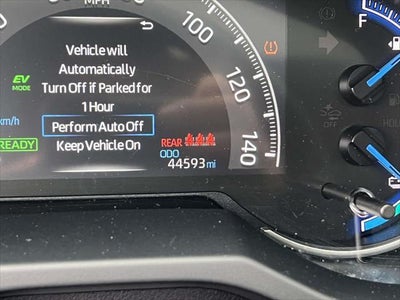 MPH
Vehicle will
Automatically
EV
MODE
Turn Off if Parked for
1 Hour
km/h
Perform Auto Off
READY
Keep Vehicle On
REAR
ODO
44593 mi
100
120
140
F
HOLD